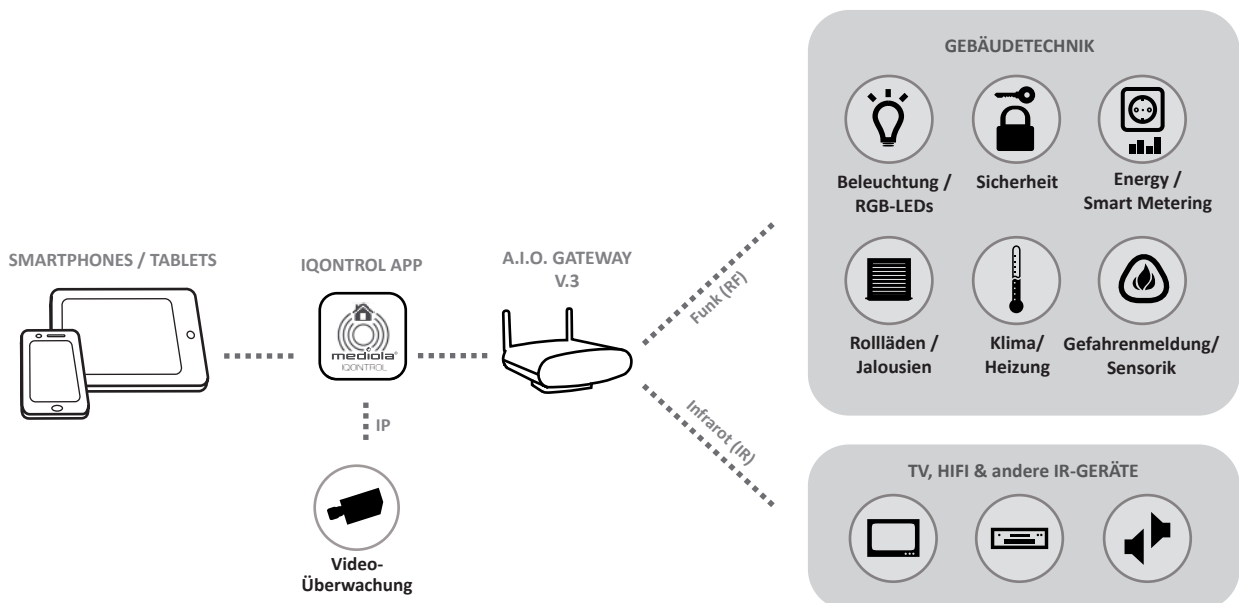 GEBÄUDETECHNIK
Beleuchtung /
RGB-LEDs
Sicherheit
Energy /
Smart Metering
Rollläden /
Jalousien
Klima/
Heizung
Gefahrenmeldung/
Sensorik
SMARTPHONES / TABLETS
IQONTROL APP
mediola®
IQONTROL
A.I.O. GATEWAY
V.3
Funk (RF)
Infrarot (IR)
IP
Video-
Überwachung
TV, HIFI & andere IR-GERÄTE